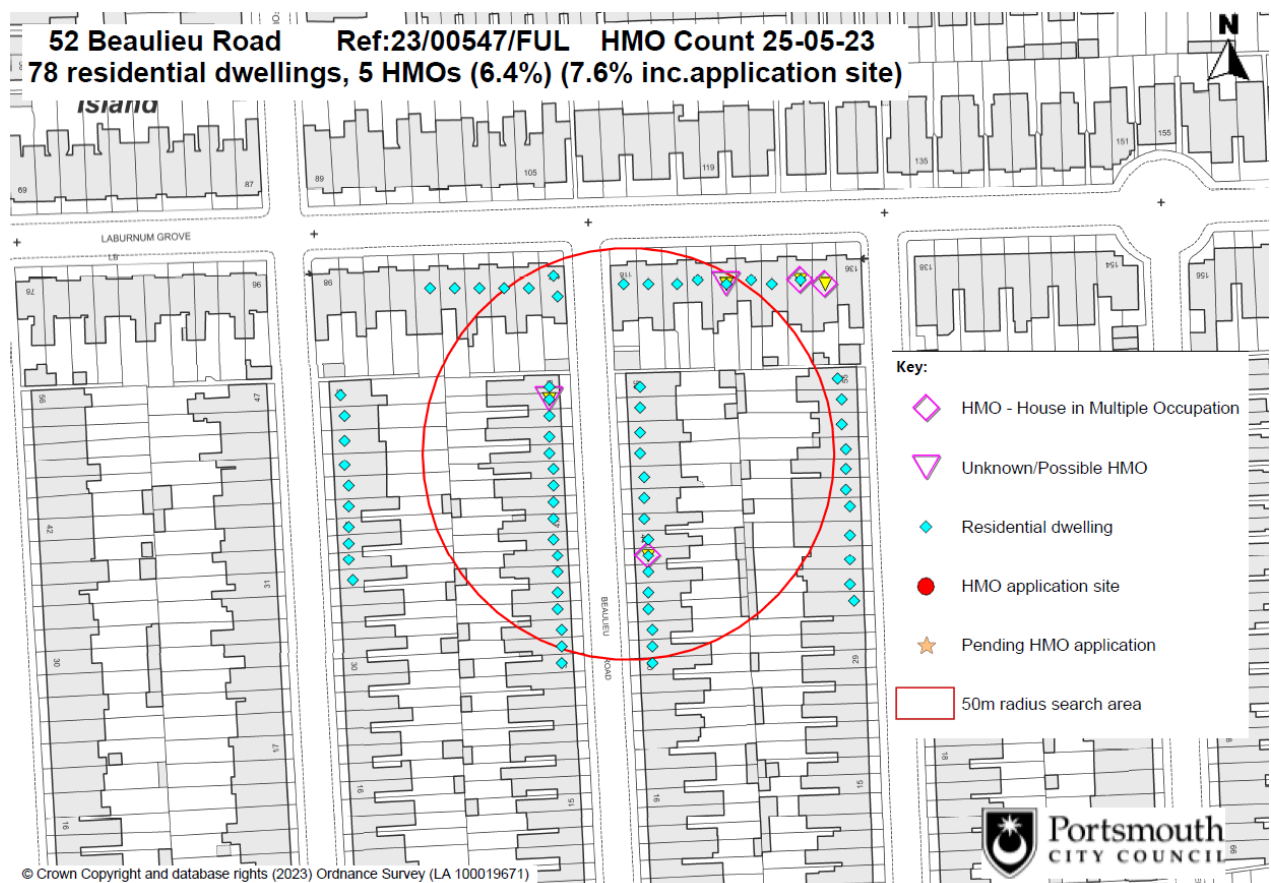 52 Beaulieu Road Ref:23/00547/FUL HMO Count 25-05-23
78 residential dwellings, 5 HMOs (6.4%) (7.6% inc.application site)
N
Island
69
87
89
105
119
135
151
155
LABURNUM GROVE
LB
78
96
98
118
136
138
154
156
47
55
Key:
HMO - House in Multiple Occupation
Unknown/Possible HMO
Residential dwelling
HMO application site
Pending HMO application
50m radius search area
42
31
30
30
29
BEAULIEU ROAD
17
16
16
15
16
15
18
Portsmouth
CITY COUNCIL
© Crown Copyright and database rights (2023) Ordnance Survey (LA 100019671)